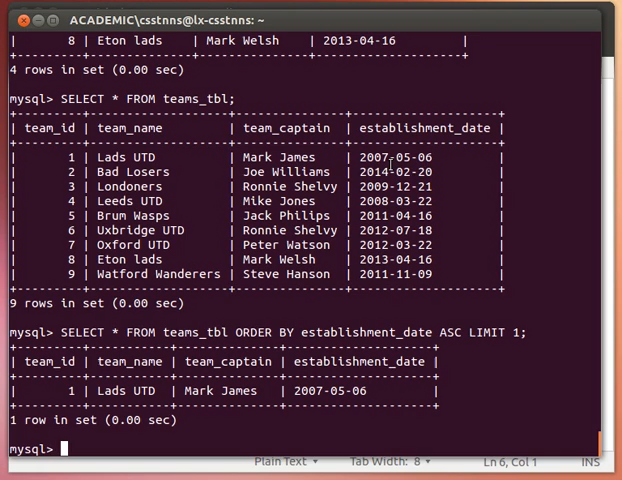 ACADEMIC\csstnns@lx-csstnns: ~
|       8 | Eton lads    | Mark Welsh   | 2013-04-16         |
+---------+--------------+--------------+--------------------+
4 rows in set (0.00 sec)
mysql> SELECT * FROM teams_tbl;
+---------+-------------------+---------------+--------------------+
| team_id | team_name         | team_captain  | establishment_date |
+---------+-------------------+---------------+--------------------+
|       1 | Lads UTD          | Mark James    | 2007-05-06         |
|       2 | Bad Losers        | Joe Williams  | 2014-02-20         |
|       3 | Londoners         | Ronnie Shelvy | 2009-12-21         |
|       4 | Leeds UTD         | Mike Jones    | 2008-03-22         |
|       5 | Brum Wasps        | Jack Philips  | 2011-04-16         |
|       6 | Uxbridge UTD      | Ronnie Shelvy | 2012-07-18         |
|       7 | Oxford UTD        | Peter Watson  | 2012-03-22         |
|       8 | Eton lads         | Mark Welsh    | 2013-04-16         |
|       9 | Watford Wanderers | Steve Hanson  | 2011-11-09         |
+---------+-------------------+---------------+--------------------+
9 rows in set (0.00 sec)
mysql> SELECT * FROM teams_tbl ORDER BY establishment_date ASC LIMIT 1;
+---------+-----------+--------------+--------------------+
| team_id | team_name | team_captain | establishment_date |
+---------+-----------+--------------+--------------------+
|       1 | Lads UTD  | Mark James   | 2007-05-06         |
+---------+-----------+--------------+--------------------+
1 row in set (0.00 sec)
mysql>
Plain Text Tab Width: 8 Ln 6, Col 1 INS